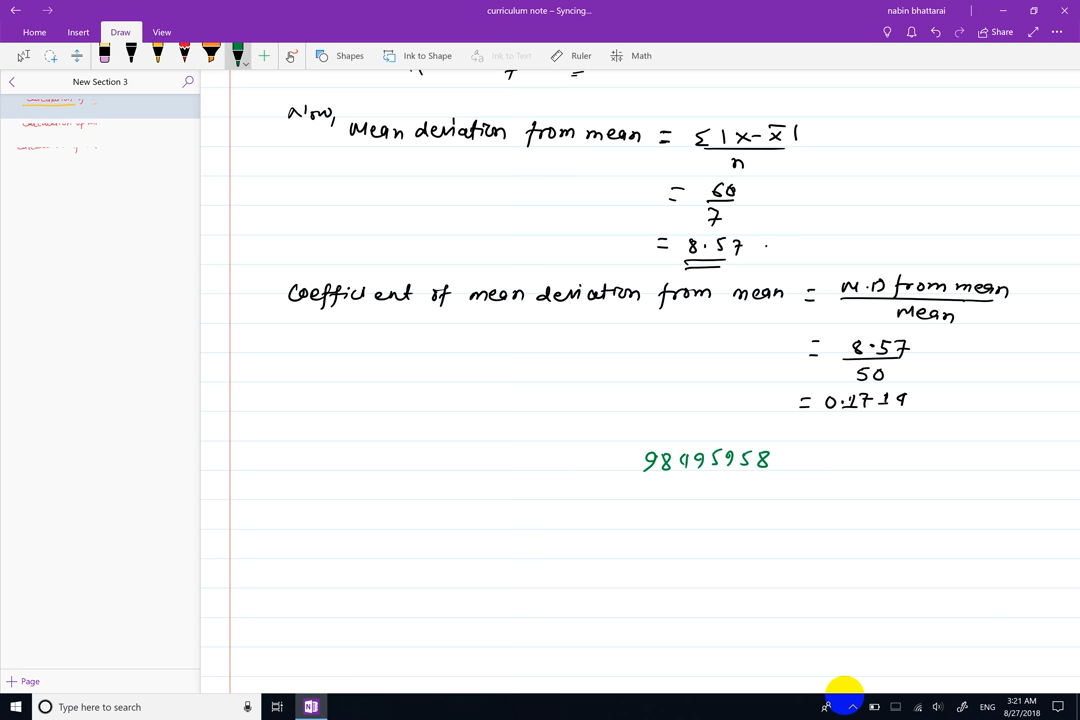 curriculum note – Syncing...
nabin bhattarai
Home Insert Draw View
Share
Shapes Ink to Shape Ink to Text Ruler Math
New Section 3
Now, Mean deviation from mean = Σ|x-x̄|
n
= 60
7
= 8.57
Coefficient of mean deviation from mean = M.D from mean
Mean
= 8.57
50
= 0.1714
98495958
Page
Type here to search
ENG
3:21 AM
8/27/2018